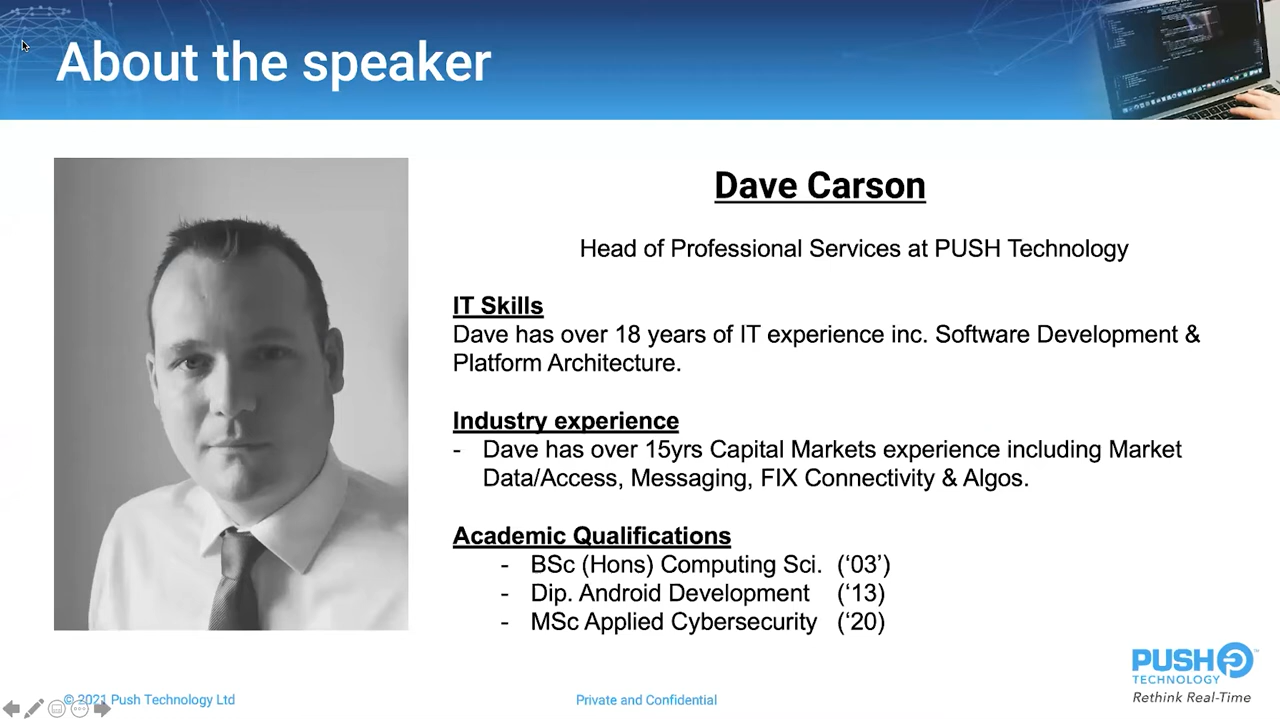 About the speaker
Dave Carson
Head of Professional Services at PUSH Technology
IT Skills
Dave has over 18 years of IT experience inc. Software Development &
Platform Architecture.
Industry experience
- Dave has over 15yrs Capital Markets experience including Market
Data/Access, Messaging, FIX Connectivity & Algos.
Academic Qualifications
- BSc (Hons) Computing Sci. (‘03’)
- Dip. Android Development (‘13)
- MSc Applied Cybersecurity (‘20)
PUSH
TECHNOLOGY
Rethink Real-Time
© 2021 Push Technology Ltd
Private and Confidential